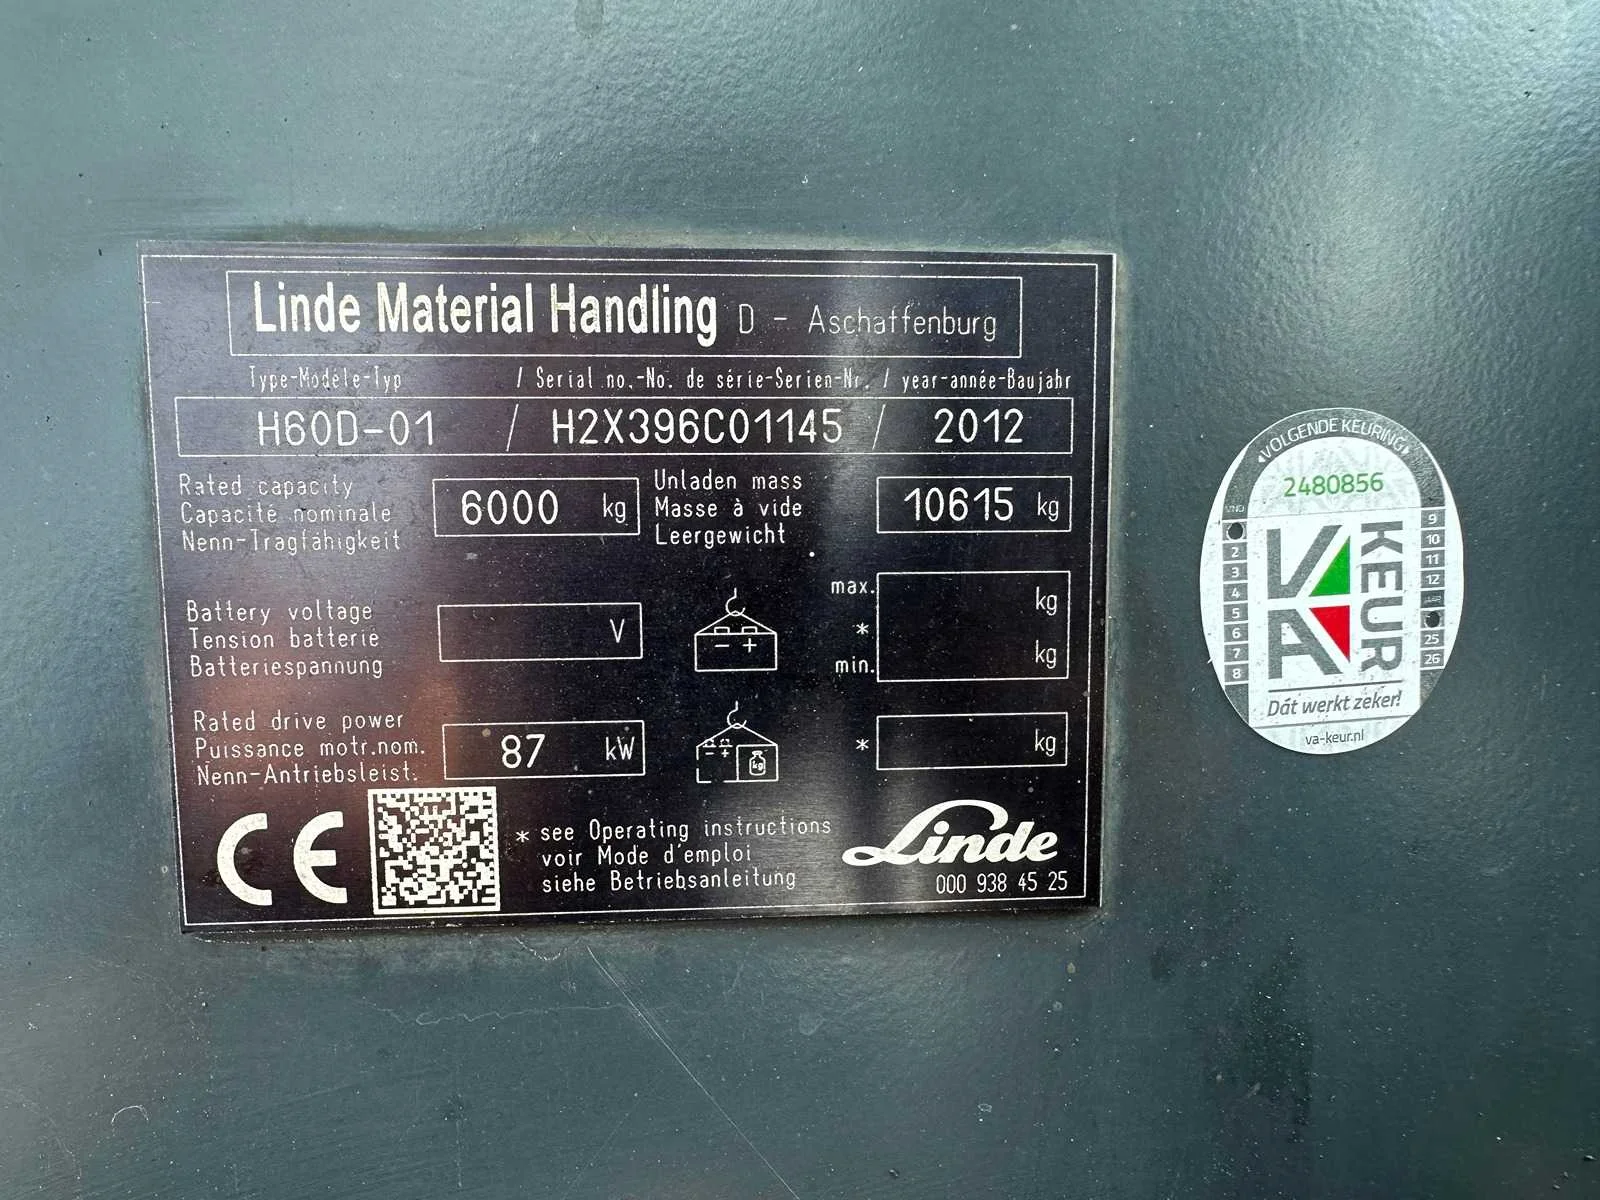 Linde Material Handling D - Aschaffenburg
Type-Modèle-Typ / Serial no.-No. de série-Serien-Nr. / year-année-Baujahr
H60D-01 / H2X396C01145 / 2012
Rated capacity
Capacité nominale
Nenn-Tragfähigkeit
6000 kg
Unladen mass
Masse à vide
Leergewicht
10615 kg
Battery voltage
Tension batterie
Batteriespannung
V
- +
max. kg
*
min. kg
Rated drive power
Puissance motr.nom.
Nenn-Antriebsleist.
87 kW
- +
kg
* kg
CE
* see Operating instructions
voir Mode d'emploi
siehe Betriebsanleitung
Linde
000 938 45 25
VOLGENDE KEURING
2480856
VA KEUR
2
3
4
5
6
7
8
9
10
11
12
25
26
Dát werkt zeker!
va-keur.nl